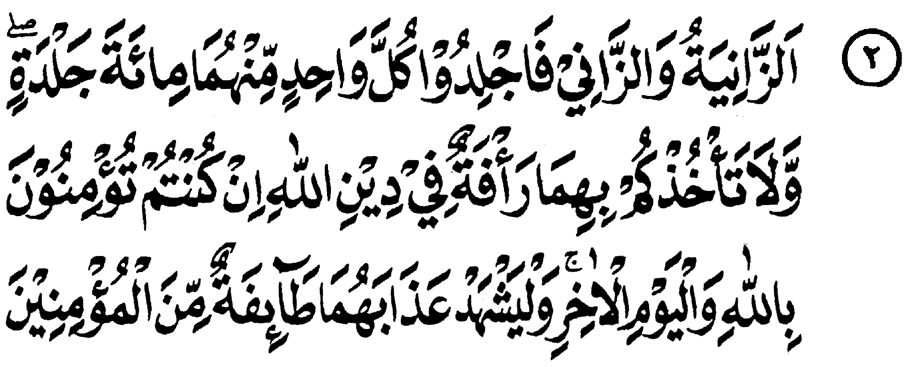 ٢ اَلزَّانِيَةُ وَالزَّانِيْ فَاجْلِدُوْا كُلَّ وَاحِدٍ مِّنْهُمَا مِائَةَ جَلْدَةٍ ۖ
وَّلَا تَأْخُذْكُمْ بِهِمَا رَأْفَةٌ فِيْ دِيْنِ اللّٰهِ اِنْ كُنْتُمْ تُؤْمِنُوْنَ
بِاللّٰهِ وَالْيَوْمِ الْاٰخِرِ ۚ وَلْيَشْهَدْ عَذَابَهُمَا طَآئِفَةٌ مِّنَ الْمُؤْمِنِيْنَ